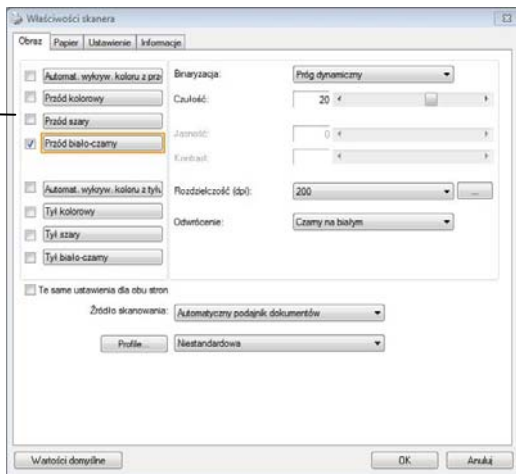 Właściwości skanera
Obraz Papier Ustawienie Informacje
Automat. wykryw. koloru z prze
Binaryzacja: Próg dynamiczny
Przód kolorowy
Czułość: 20
Przód szary
Jasność: 0
Przód biało-czarny
Kontrast:
Automat. wykryw. koloru z tyłu
Rozdzielczość (dpi): 200 ...
Tył kolorowy
Odwrócenie: Czarny na białym
Tył szary
Tył biało-czarny
Te same ustawienia dla obu stron
Źródło skanowania: Automatyczny podajnik dokumentów
Profile... Niestandardowa
Wartości domyślne OK Anuluj